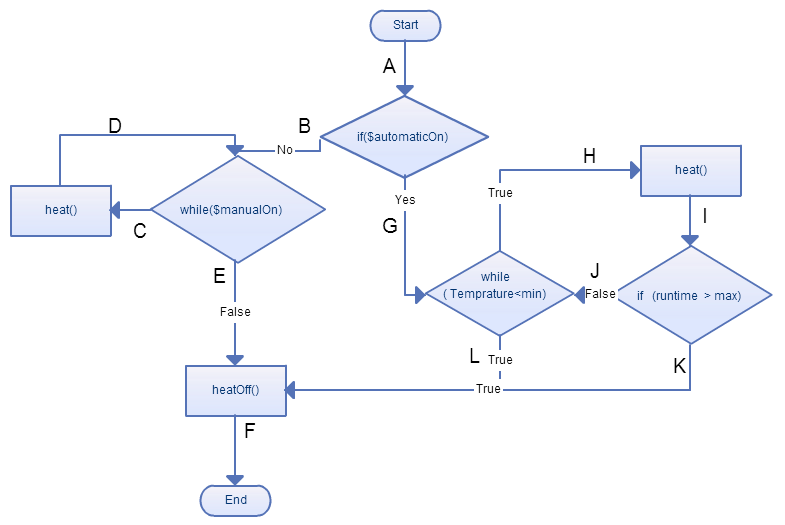 Start
A
D
B
if($automaticOn)
No
H
heat()
Yes
True
heat()
while($manualOn)
C
G
I
E
while
( Temprature<min)
J
False
if (runtime > max)
False
L
True
K
heatOff()
True
F
End